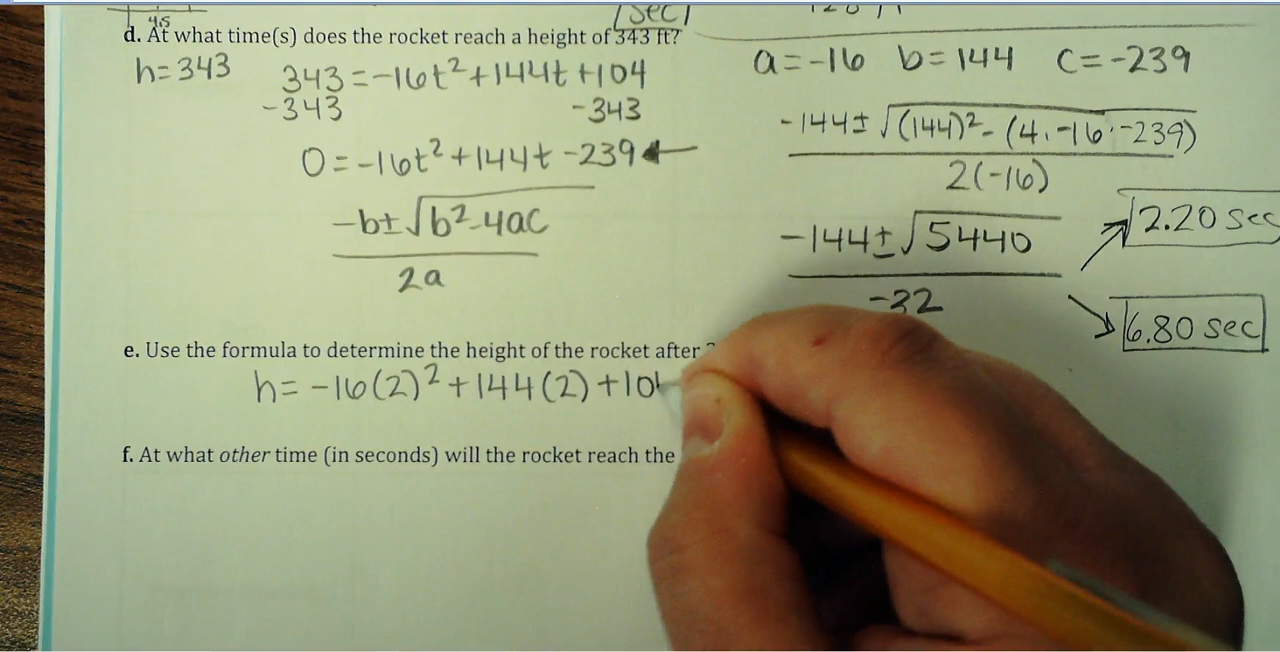 4.5
(sec)
d. At what time(s) does the rocket reach a height of 343 ft?
h=343
343=-16t²+144t+104
-343 -343
0=-16t²+144t-239
-b±√b²-4ac
2a
a=-16 b=144 c=-239
-144±√(144)²-(4·-16·-239)
2(-16)
-144±√5440
-32
2.20 sec
6.80 sec
e. Use the formula to determine the height of the rocket after
h=-16(2)²+144(2)+10
f. At what other time (in seconds) will the rocket reach the